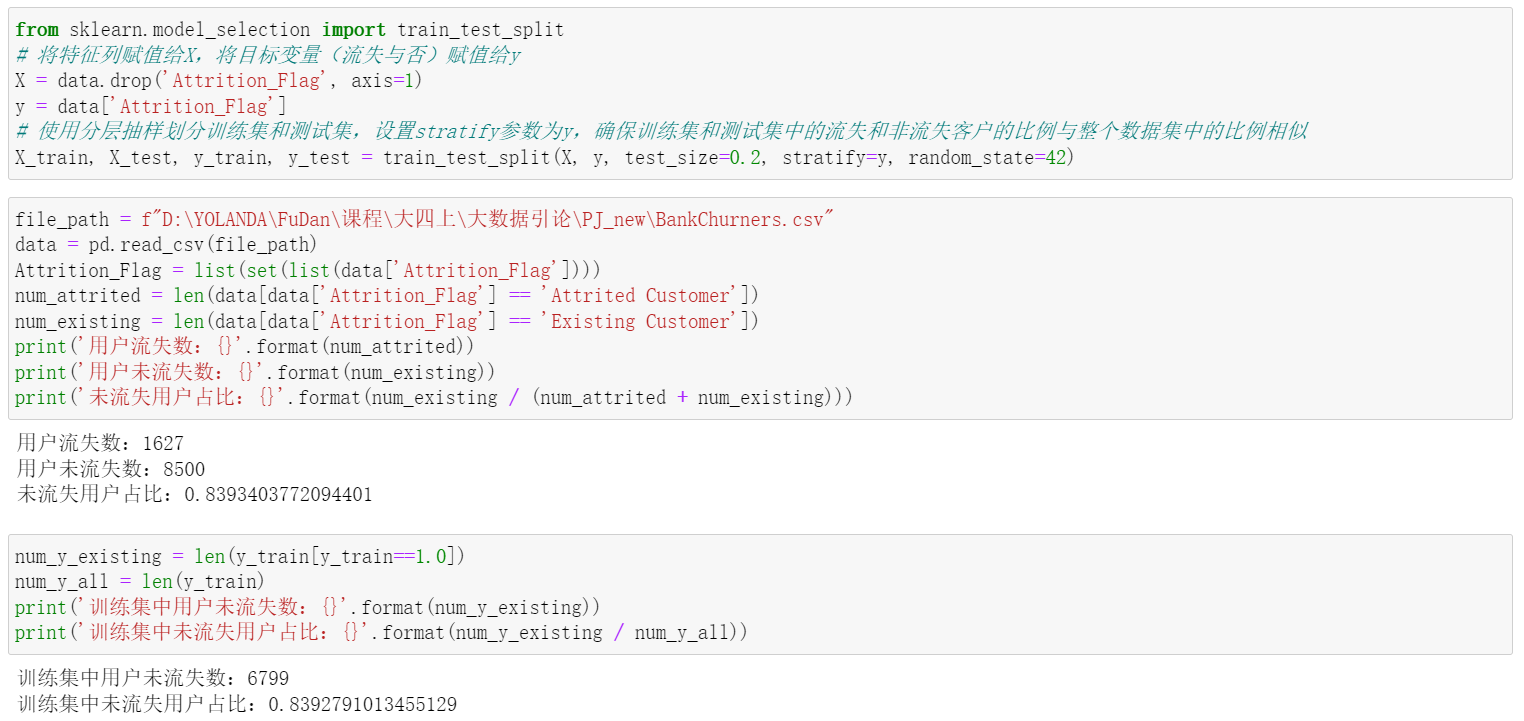 from sklearn.model_selection import train_test_split
# 将特征列赋值给X，将目标变量（流失与否）赋值给y
X = data.drop('Attrition_Flag', axis=1)
y = data['Attrition_Flag']
# 使用分层抽样划分训练集和测试集，设置stratify参数为y，确保训练集和测试集中的流失和非流失客户的比例与整个数据集中的比例相似
X_train, X_test, y_train, y_test = train_test_split(X, y, test_size=0.2, stratify=y, random_state=42)
file_path = f"D:\YOLANDA\FuDan\课程\大四上\大数据引论\PJ_new\BankChurners.csv"
data = pd.read_csv(file_path)
Attrition_Flag = list(set(list(data['Attrition_Flag'])))
num_attrited = len(data[data['Attrition_Flag'] == 'Attrited Customer'])
num_existing = len(data[data['Attrition_Flag'] == 'Existing Customer'])
print('用户流失数：{}'.format(num_attrited))
print('用户未流失数：{}'.format(num_existing))
print('未流失用户占比：{}'.format(num_existing / (num_attrited + num_existing)))
用户流失数：1627
用户未流失数：8500
未流失用户占比：0.8393403772094401
num_y_existing = len(y_train[y_train==1.0])
num_y_all = len(y_train)
print('训练集中用户未流失数：{}'.format(num_y_existing))
print('训练集中未流失用户占比：{}'.format(num_y_existing / num_y_all))
训练集中用户未流失数：6799
训练集中未流失用户占比：0.8392791013455129